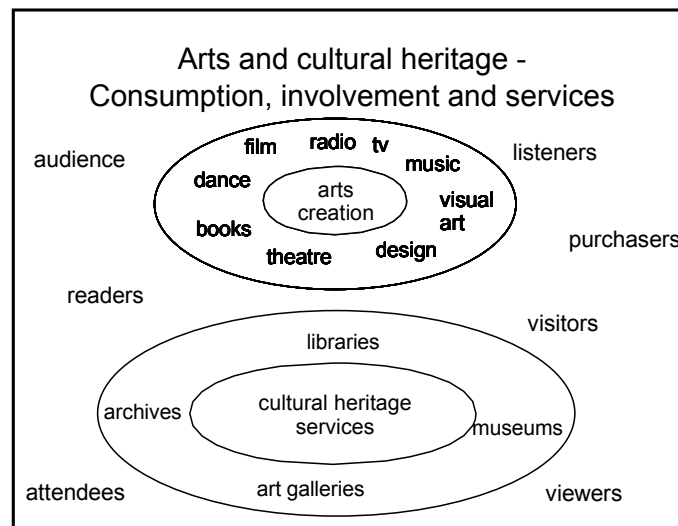 Arts and cultural heritage -
Consumption, involvement and services
audience
film
radio
tv
music
listeners
dance
arts
creation
visual
art
books
theatre
design
purchasers
readers
visitors
libraries
archives
cultural heritage
services
museums
art galleries
attendees
viewers